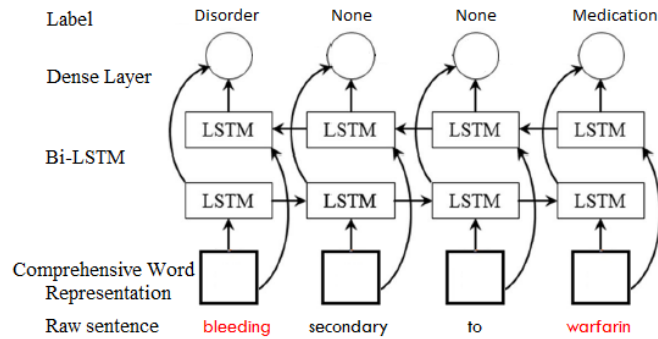 Label Disorder None None Medication
Dense Layer
LSTM LSTM LSTM LSTM
Bi-LSTM
LSTM LSTM LSTM LSTM
Comprehensive Word
Representation
Raw sentence bleeding secondary to warfarin